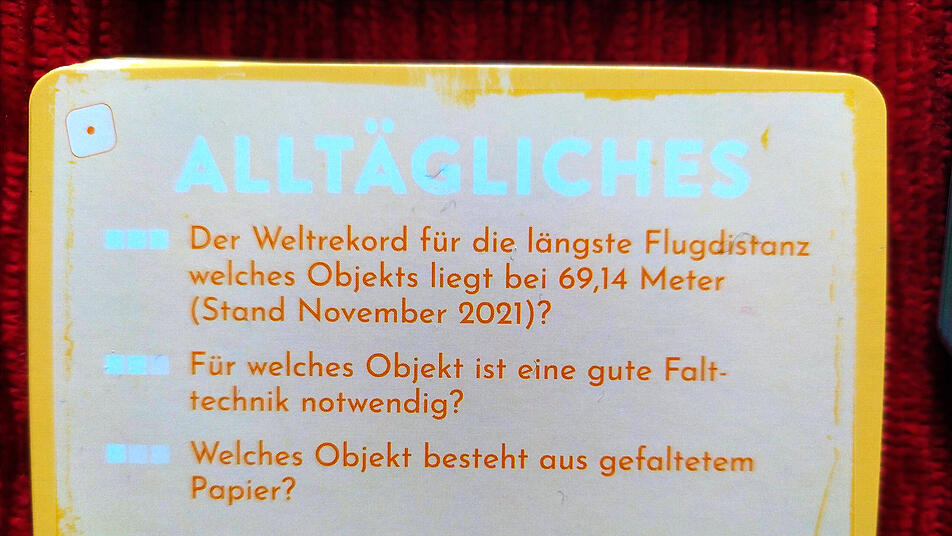 ALLTÄGLICHES
Der Weltrekord für die längste Flugdistanz
welches Objekts liegt bei 69,14 Meter
(Stand November 2021)?
Für welches Objekt ist eine gute Falt-
technik notwendig?
Welches Objekt besteht aus gefaltetem
Papier?